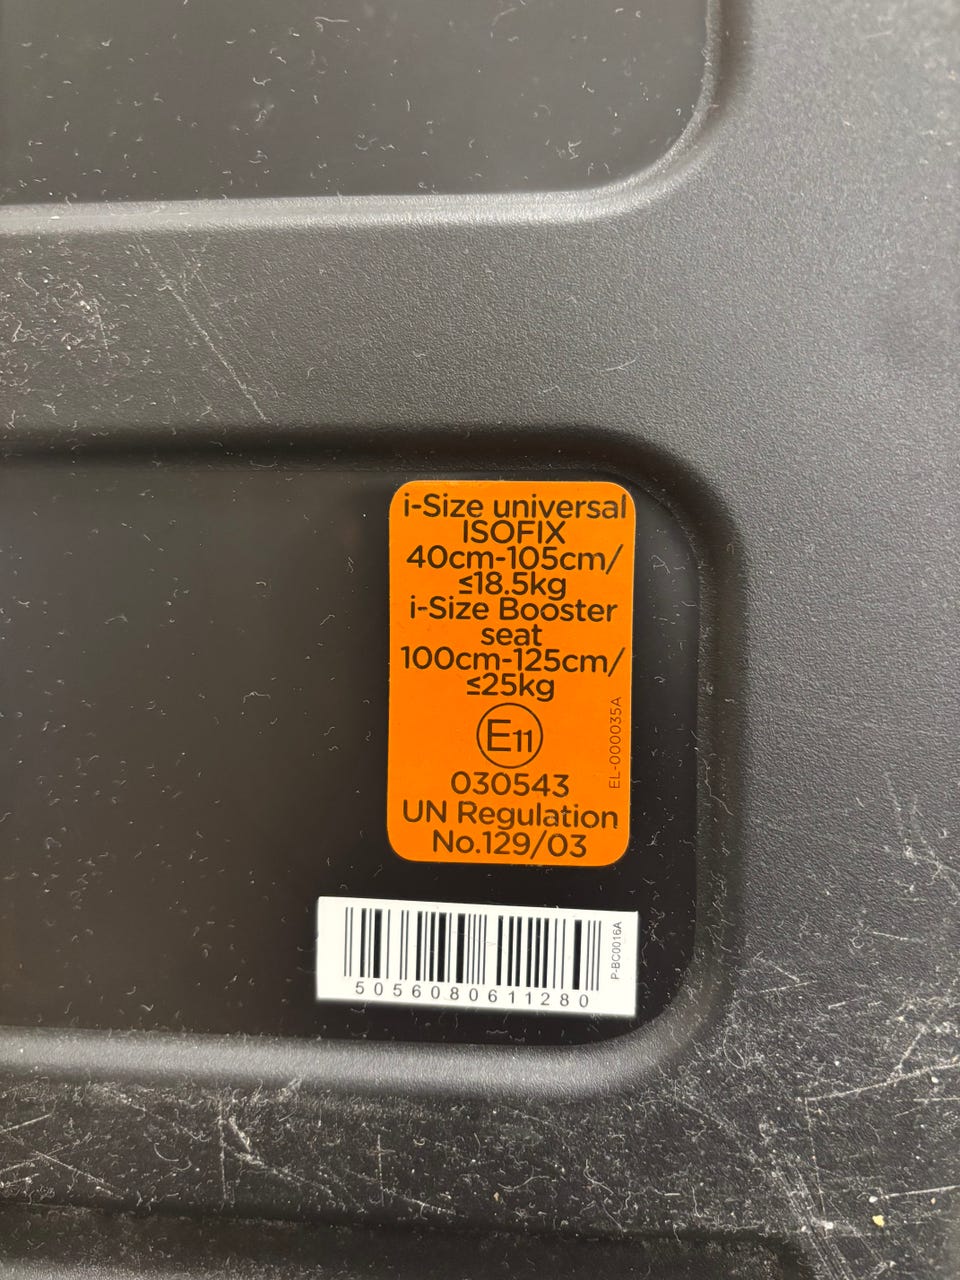 i-Size universal
ISOFIX
40cm-105cm/
≤18.5kg
i-Size Booster
seat
100cm-125cm/
≤25kg
E11
030543
UN Regulation
No.129/03
EL-000035A
5056080611280
P-BC0016A